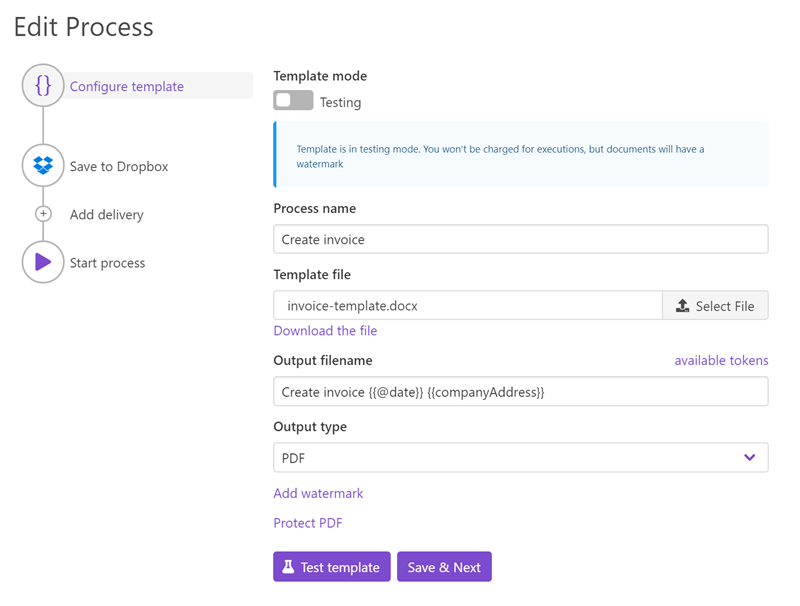 Edit Process
{}
Configure template
Save to Dropbox
+
Add delivery
Start process
Template mode
Testing
Template is in testing mode. You won't be charged for executions, but documents will have a
watermark
Process name
Create invoice
Template file
invoice-template.docx
Select File
Download the file
Output filename
available tokens
Create invoice {{@date}} {{companyAddress}}
Output type
PDF
Add watermark
Protect PDF
Test template
Save & Next